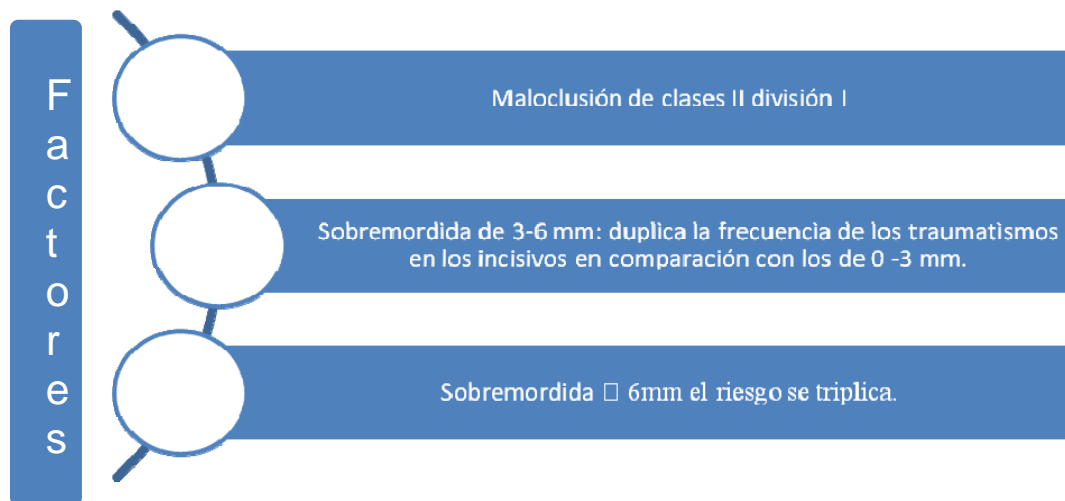 Factores
Maloclusión de clases II división I
Sobremordida de 3-6 mm: duplica la frecuencia de los traumatismos
en los incisivos en comparación con los de 0 -3 mm.
Sobremordida □ 6mm el riesgo se triplica.